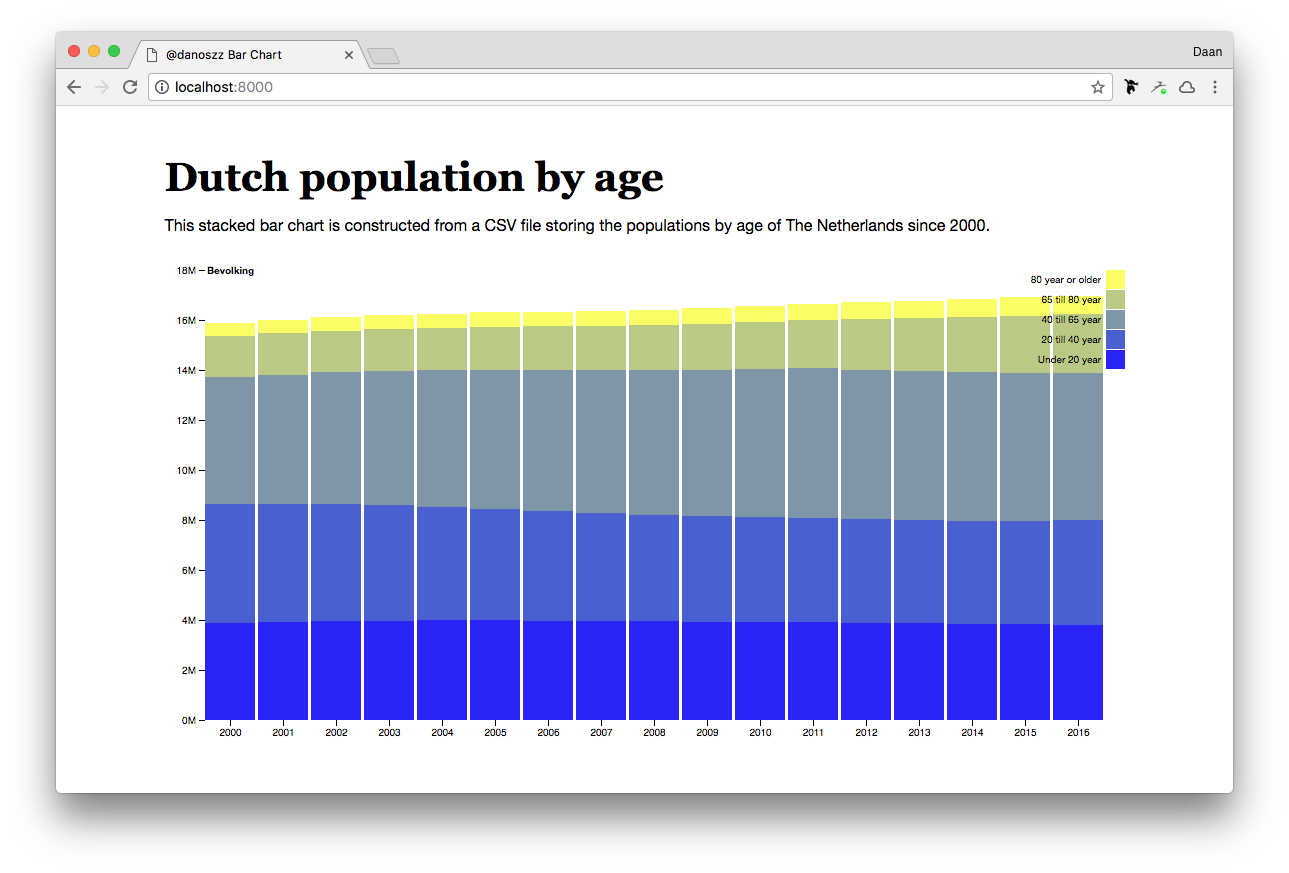 @danoszz Bar Chart
Daan
localhost:8000
Dutch population by age
This stacked bar chart is constructed from a CSV file storing the populations by age of The Netherlands since 2000.
18M Bevolking
80 year or older
65 till 80 year
16M
40 till 65 year
20 till 40 year
Under 20 year
14M
12M
10M
8M
6M
4M
2M
0M
2000 2001 2002 2003 2004 2005 2006 2007 2008 2009 2010 2011 2012 2013 2014 2015 2016